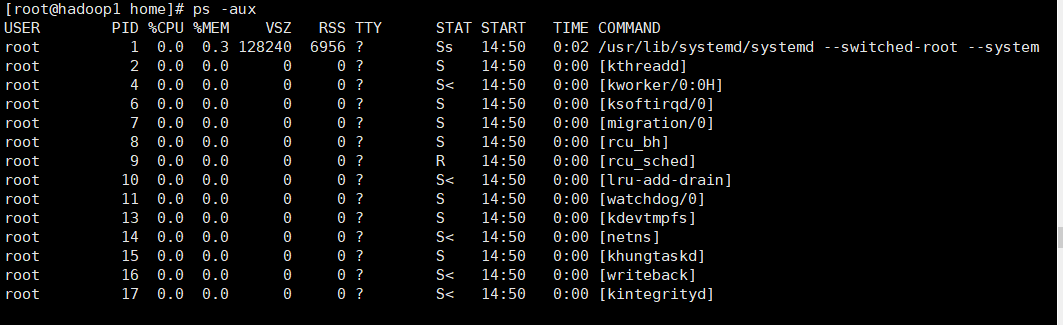 [root@hadoop1 home]# ps -aux
USER        PID %CPU %MEM    VSZ   RSS TTY      STAT START   TIME COMMAND
root          1  0.0  0.3 128240  6956 ?        Ss   14:50   0:02 /usr/lib/systemd/systemd --switched-root --system
root          2  0.0  0.0      0     0 ?        S    14:50   0:00 [kthreadd]
root          4  0.0  0.0      0     0 ?        S<   14:50   0:00 [kworker/0:0H]
root          6  0.0  0.0      0     0 ?        S    14:50   0:00 [ksoftirqd/0]
root          7  0.0  0.0      0     0 ?        S    14:50   0:00 [migration/0]
root          8  0.0  0.0      0     0 ?        S    14:50   0:00 [rcu_bh]
root          9  0.0  0.0      0     0 ?        R    14:50   0:00 [rcu_sched]
root         10  0.0  0.0      0     0 ?        S<   14:50   0:00 [lru-add-drain]
root         11  0.0  0.0      0     0 ?        S    14:50   0:00 [watchdog/0]
root         13  0.0  0.0      0     0 ?        S    14:50   0:00 [kdevtmpfs]
root         14  0.0  0.0      0     0 ?        S<   14:50   0:00 [netns]
root         15  0.0  0.0      0     0 ?        S    14:50   0:00 [khungtaskd]
root         16  0.0  0.0      0     0 ?        S<   14:50   0:00 [writeback]
root         17  0.0  0.0      0     0 ?        S<   14:50   0:00 [kintegrityd]